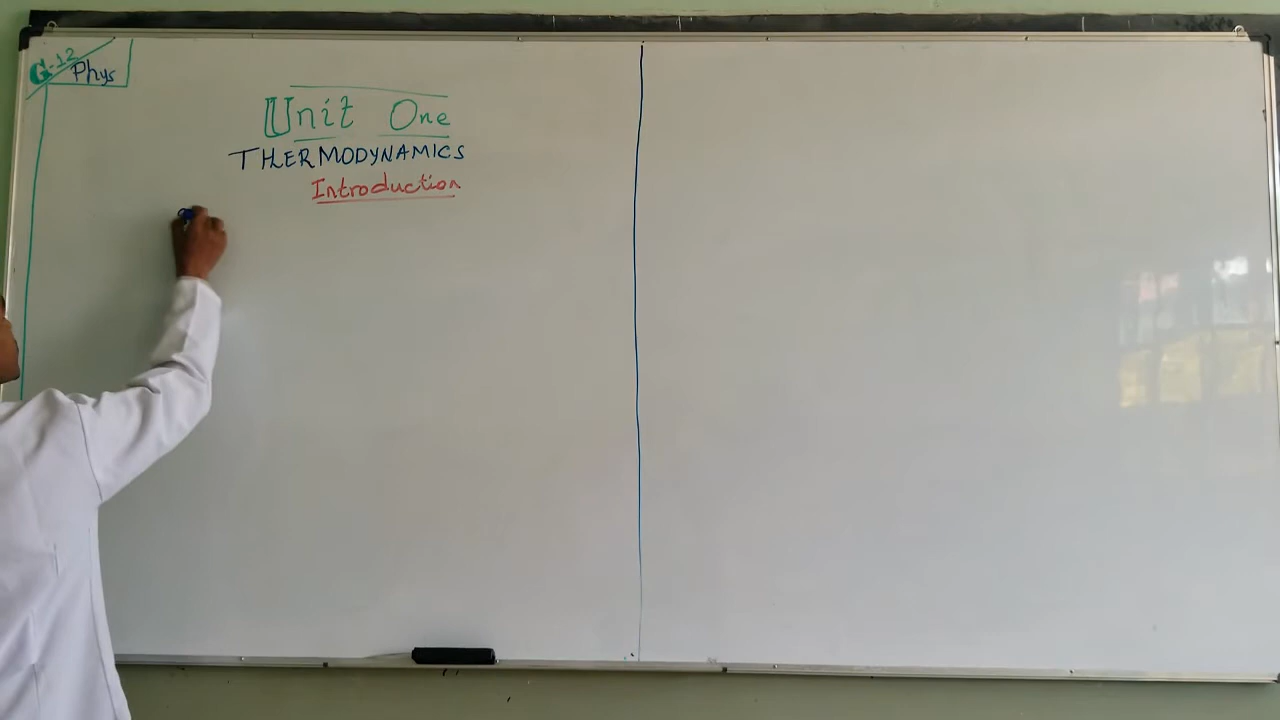 G-12
Phys
Unit One
THERMODYNAMICS
Introduction